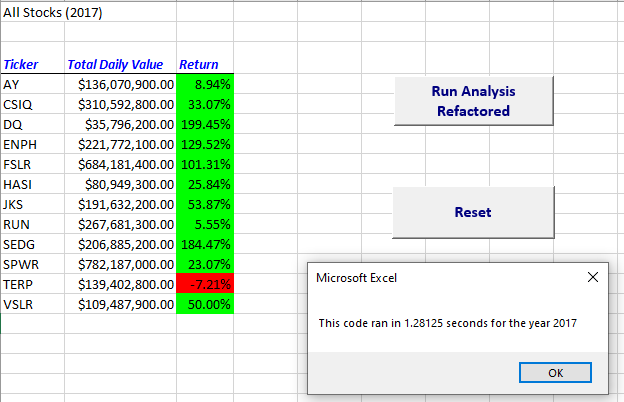 All Stocks (2017)
Ticker Total Daily Value Return
AY $136,070,900.00 8.94%
CSIQ $310,592,800.00 33.07%
DQ $35,796,200.00 199.45%
ENPH $221,772,100.00 129.52%
FSLR $684,181,400.00 101.31%
HASI $80,949,300.00 25.84%
JKS $191,632,200.00 53.87%
RUN $267,681,300.00 5.55%
SEDG $206,885,200.00 184.47%
SPWR $782,187,000.00 23.07%
TERP $139,402,800.00 -7.21%
VSLR $109,487,900.00 50.00%
Run Analysis
Refactored
Reset
Microsoft Excel
This code ran in 1.28125 seconds for the year 2017
OK